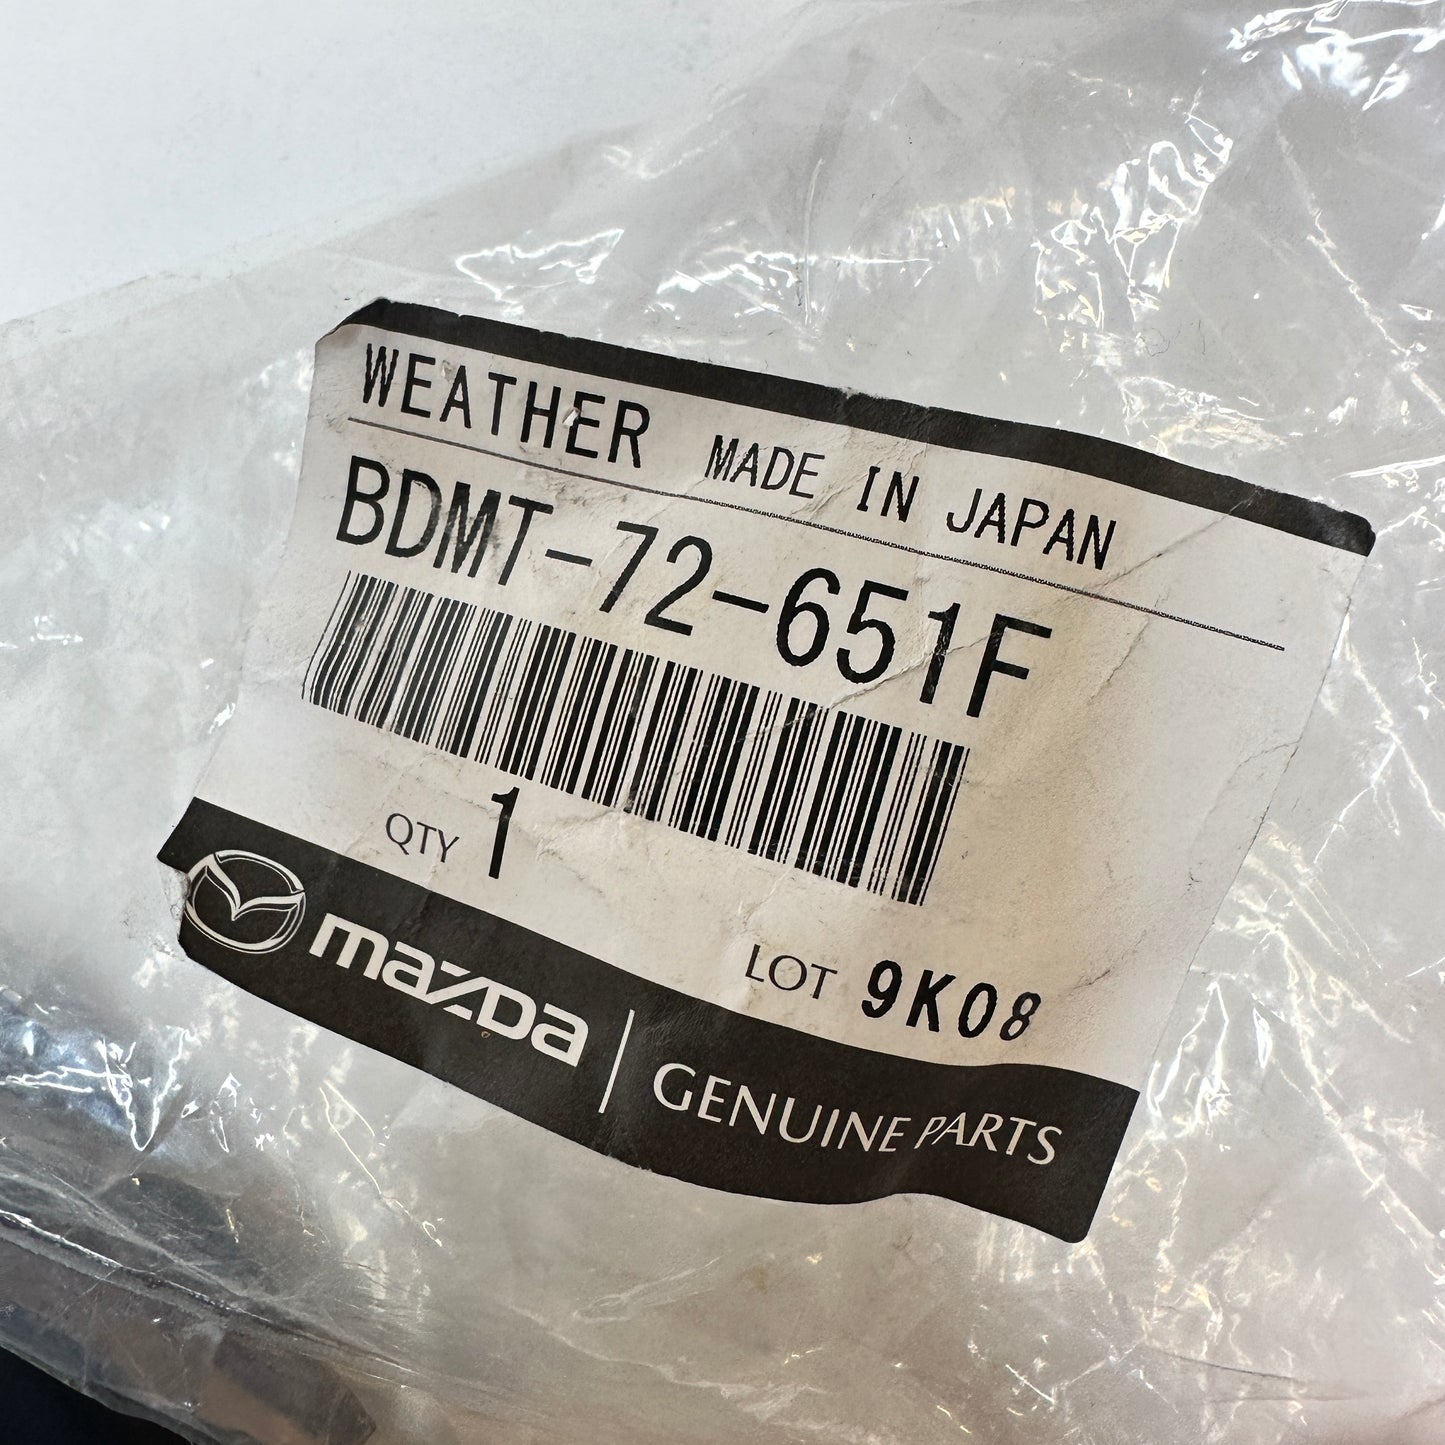 WEATHER MADE IN JAPAN
BDMT-72-651F
QTY 1
LOT 9K08
mazda | GENUINE PARTS